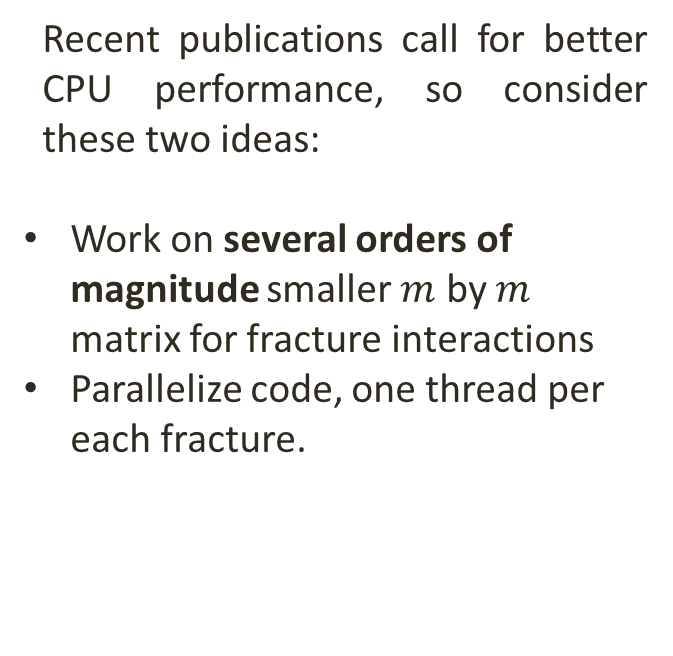 Recent publications call for better
CPU performance, so consider
these two ideas:
• Work on several orders of
magnitude smaller m by m
matrix for fracture interactions
• Parallelize code, one thread per
each fracture.